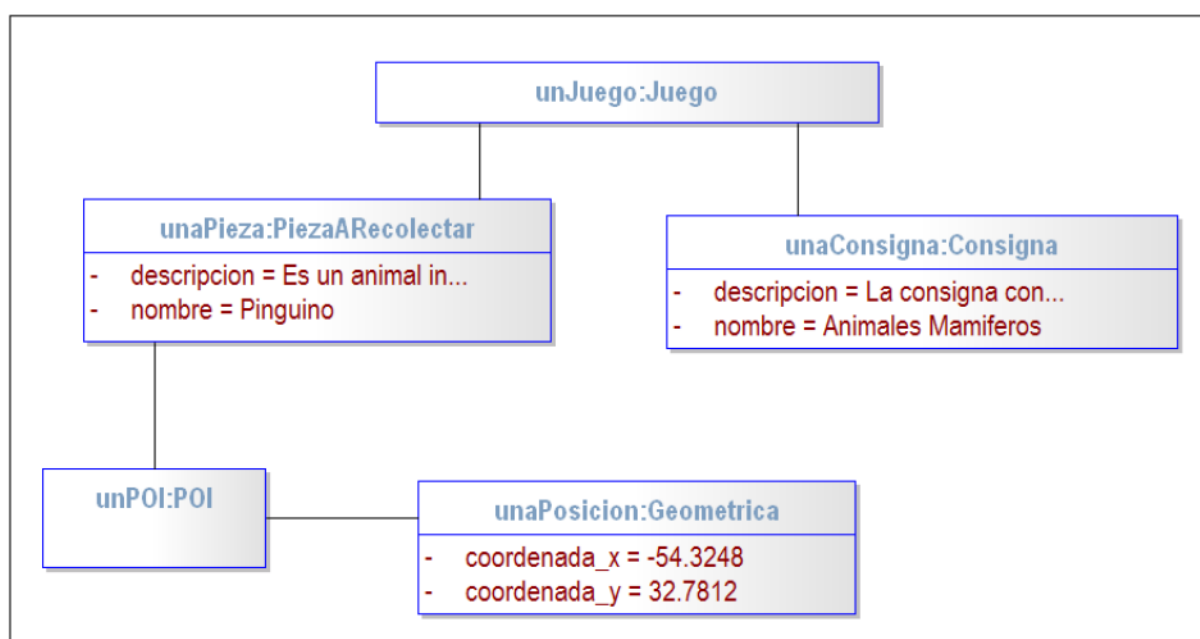 unJuego:Juego
unaPieza:PiezaARecolectar
- descripcion = Es un animal in...
- nombre = Pinguino
unaConsigna:Consigna
- descripcion = La consigna con...
- nombre = Animales Mamiferos
unPOI:POI
unaPosicion:Geometrica
- coordenada_x = -54.3248
- coordenada_y = 32.7812